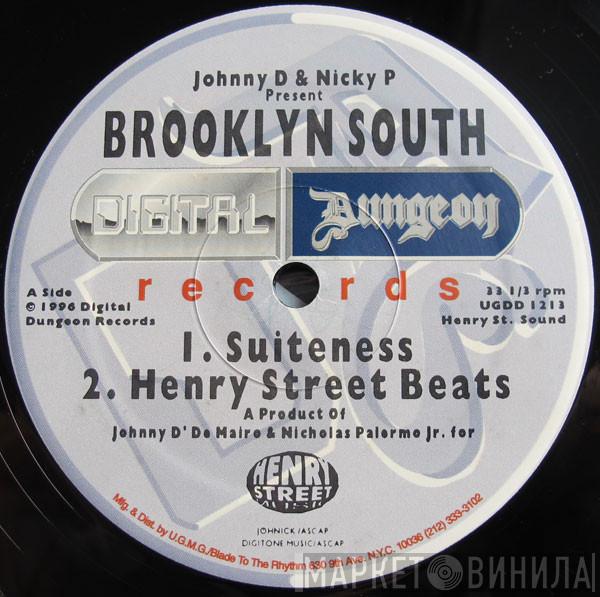 Johnny D & Nicky P
Present
BROOKLYN SOUTH
DIGITAL Dungeon
records
A Side
© 1996 Digital
Dungeon Records
33 1/3 rpm
UGDD 1213
Henry St. Sound
1. Suiteness
2. Henry Street Beats
A Product Of
Johnny D' De Mairo & Nicholas Palermo Jr. for
HENRY
STREET
MUSIC
JOHNICK /ASCAP
DIGITONE MUSIC/ASCAP
Mfg. & Dist. by U.G.M.G./Blade To The Rhythm 630 9th Ave. N.Y.C. 10036 (212) 333-3102
МАРКЕТ ВИНИЛА